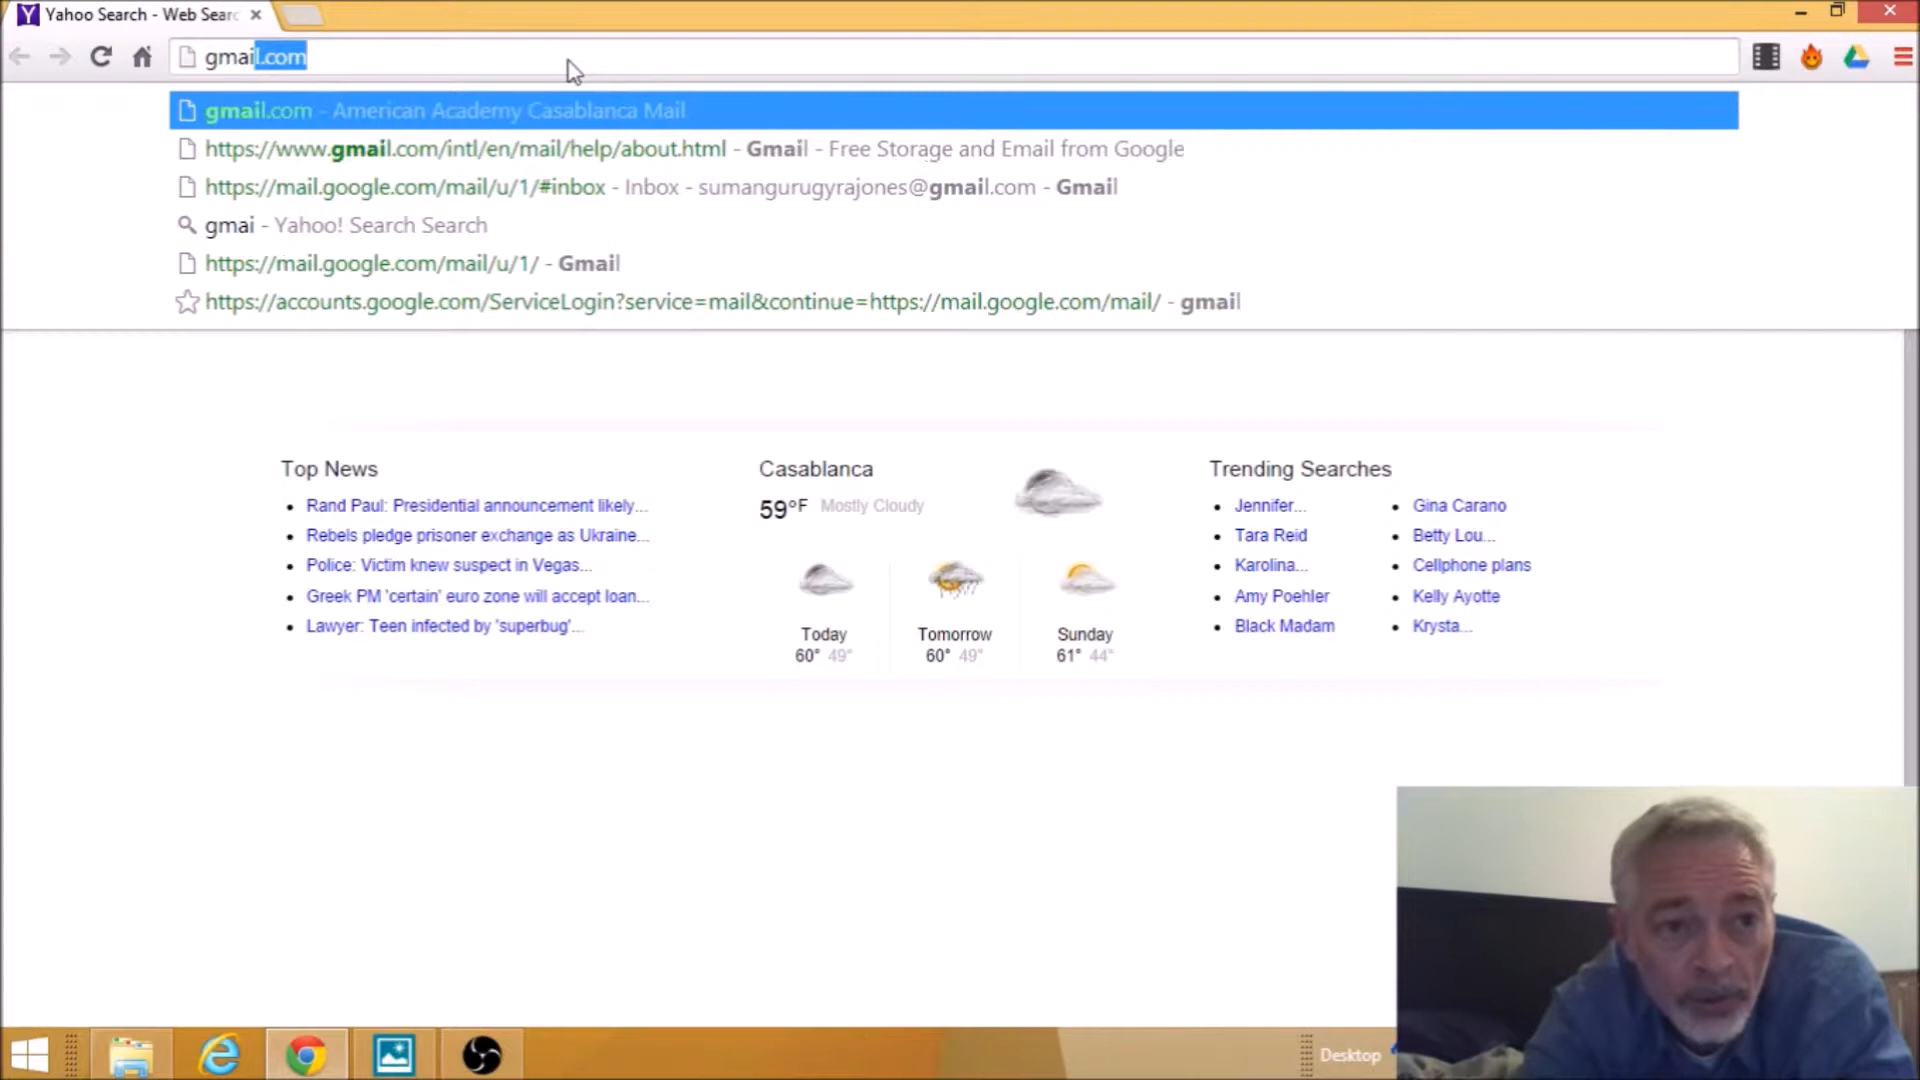 Yahoo Search - Web Searc
gmail.com
gmail.com - American Academy Casablanca Mail
https://www.gmail.com/intl/en/mail/help/about.html - Gmail - Free Storage and Email from Google
https://mail.google.com/mail/u/1/#inbox - Inbox - sumangurugyrajones@gmail.com - Gmail
gmai - Yahoo! Search Search
https://mail.google.com/mail/u/1/ - Gmail
https://accounts.google.com/ServiceLogin?service=mail&continue=https://mail.google.com/mail/ - gmail
Top News
Rand Paul: Presidential announcement likely...
Rebels pledge prisoner exchange as Ukraine...
Police: Victim knew suspect in Vegas...
Greek PM 'certain' euro zone will accept loan...
Lawyer: Teen infected by 'superbug'...
Casablanca
59°F Mostly Cloudy
Today Tomorrow Sunday
60° 49° 60° 49° 61° 44°
Trending Searches
Jennifer... Gina Carano
Tara Reid Betty Lou...
Karolina... Cellphone plans
Amy Poehler Kelly Ayotte
Black Madam Krysta...
Desktop